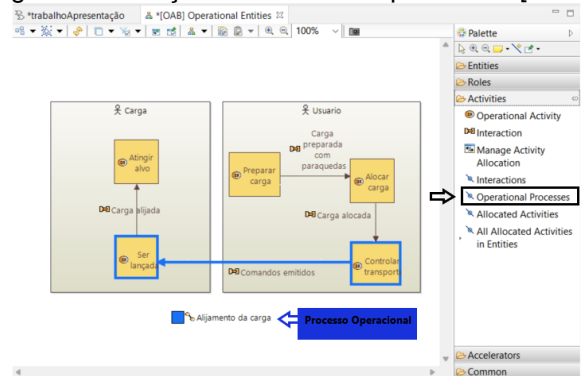 *trabalhoApresentação
*[OAB] Operational Entities
100%
Palette
Entities
Roles
Activities
Operational Activity
Interaction
Manage Activity
Allocation
Interactions
Operational Processes
Allocated Activities
All Allocated Activities
in Entities
Accelerators
Common
Carga
Usuario
Atingir
alvo
Carga alijada
Ser
lançada
Preparar
carga
Carga
preparada
com
paraquedas
Alocar
carga
Carga alocada
Controlar
transport
Comandos emitidos
Alijamento da carga
Processo Operacional